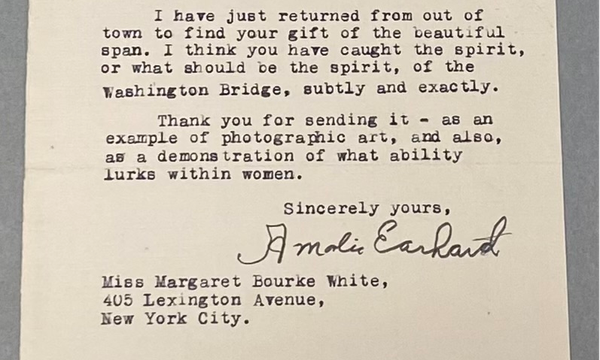 I have just returned from out of
town to find your gift of the beautiful
span. I think you have caught the spirit,
or what should be the spirit, of the
Washington Bridge, subtly and exactly.
Thank you for sending it - as an
example of photographic art, and also,
as a demonstration of what ability
lurks within women.
Sincerely yours,
Amelia Earhart
Miss Margaret Bourke White,
405 Lexington Avenue,
New York City.